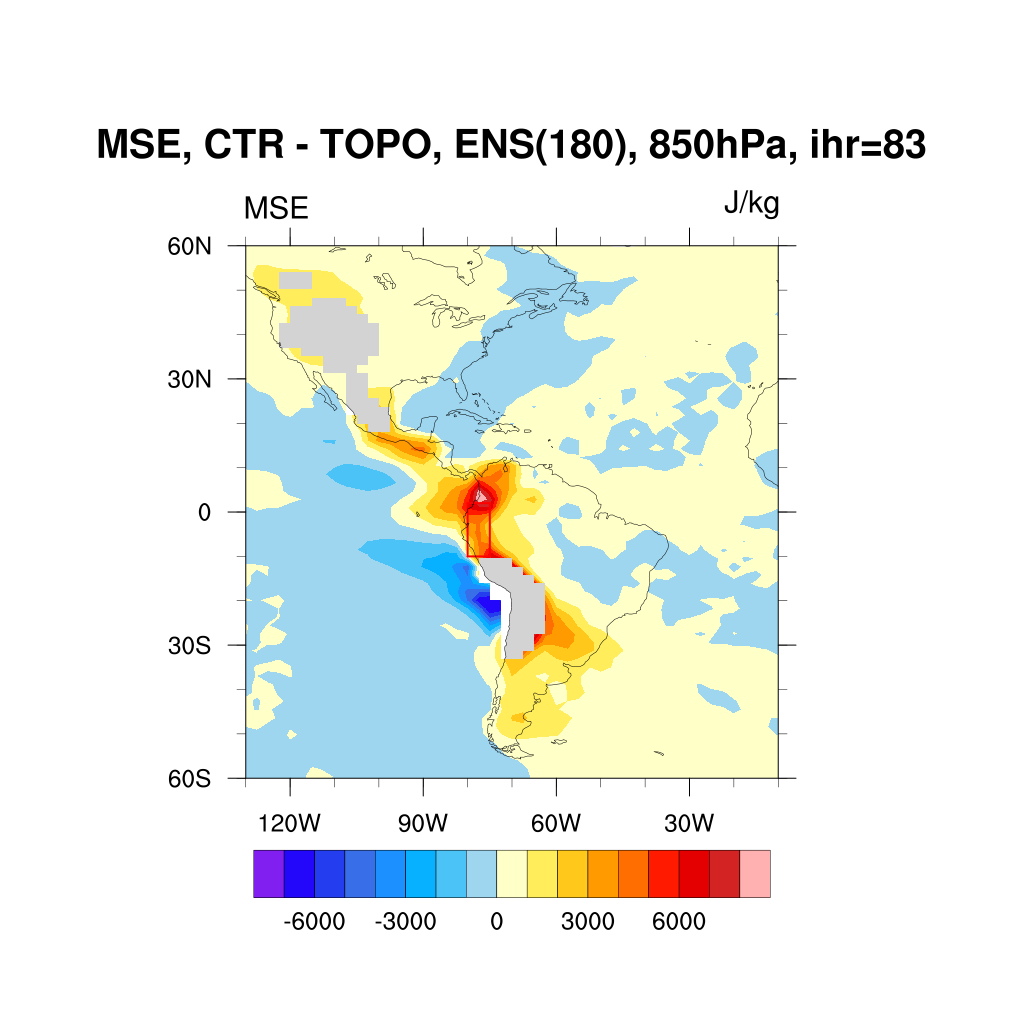 MSE, CTR - TOPO, ENS(180), 850hPa, ihr=83
MSE J/kg
60N
30N
0
30S
60S
120W 90W 60W 30W
-6000 -3000 0 3000 6000